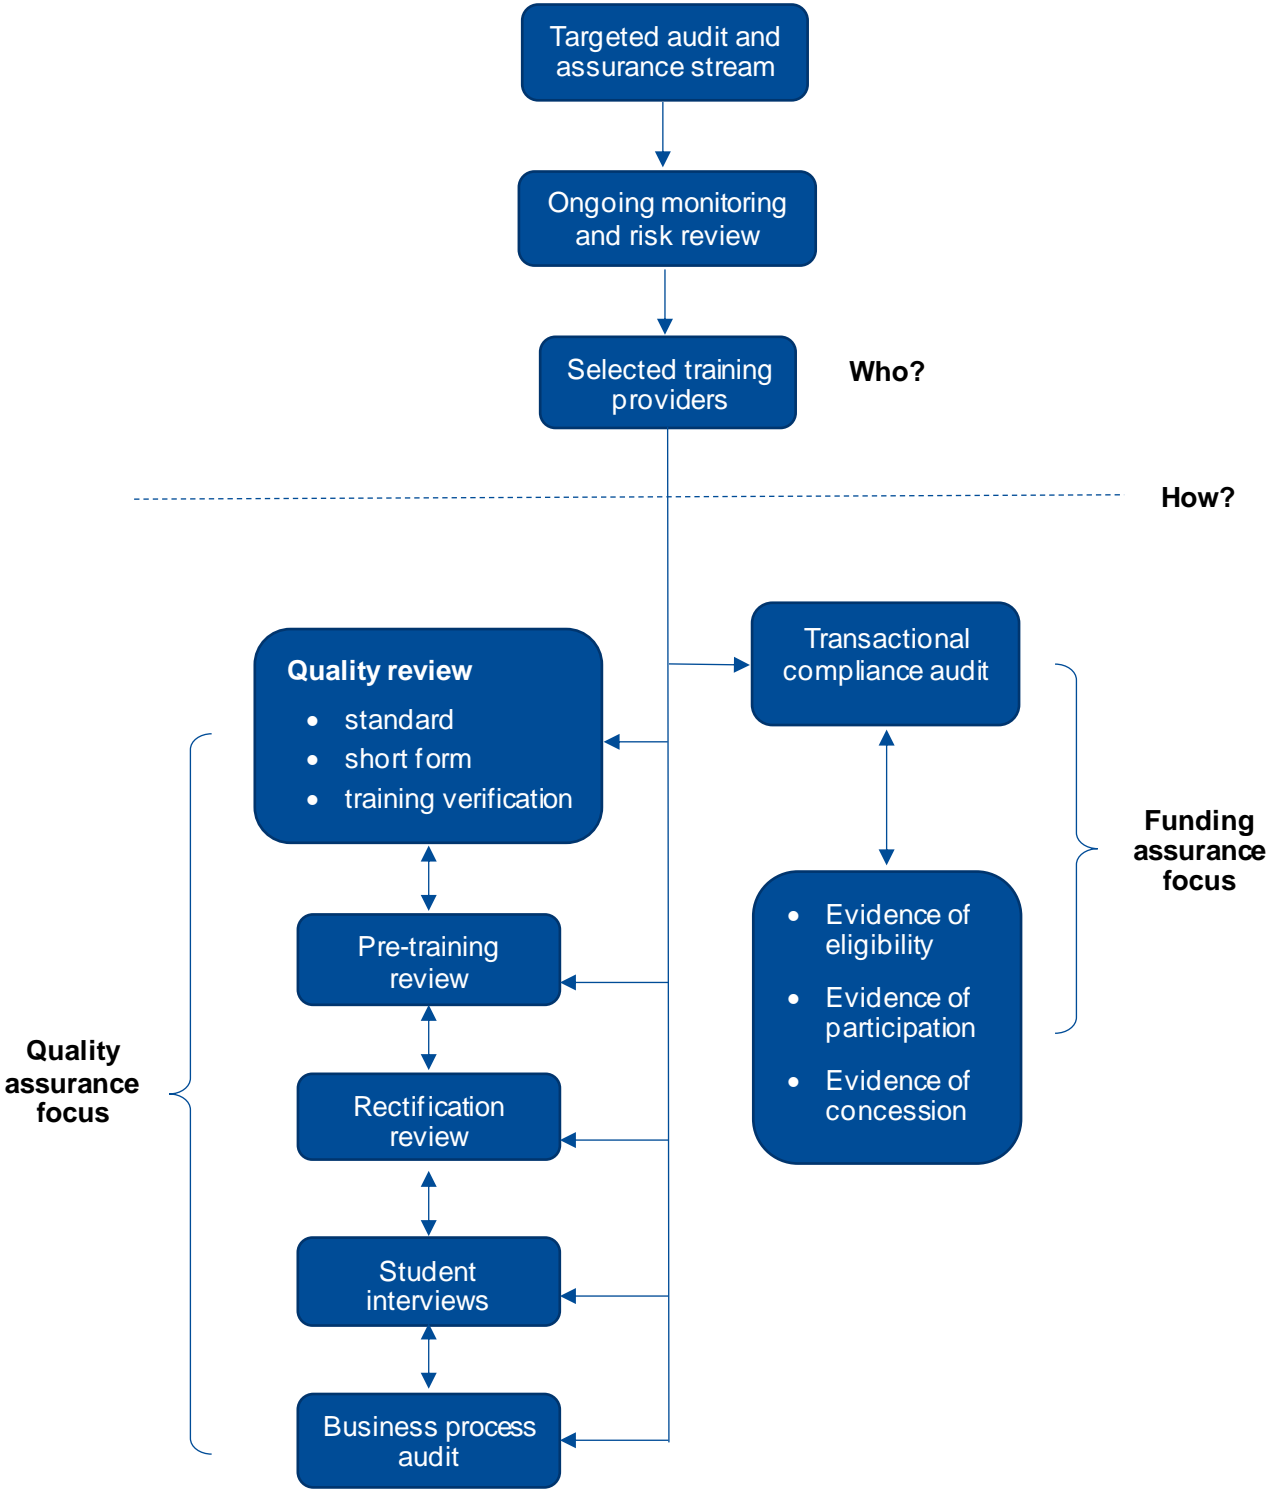 Targeted audit and
assurance stream
Ongoing monitoring
and risk review
Selected training
providers
Who?
How?
Quality review
• standard
• short form
• training verification
Transactional
compliance audit
Funding
assurance
focus
• Evidence of
eligibility
• Evidence of
participation
• Evidence of
concession
Pre-training
review
Quality
assurance
focus
Rectification
review
Student
interviews
Business process
audit